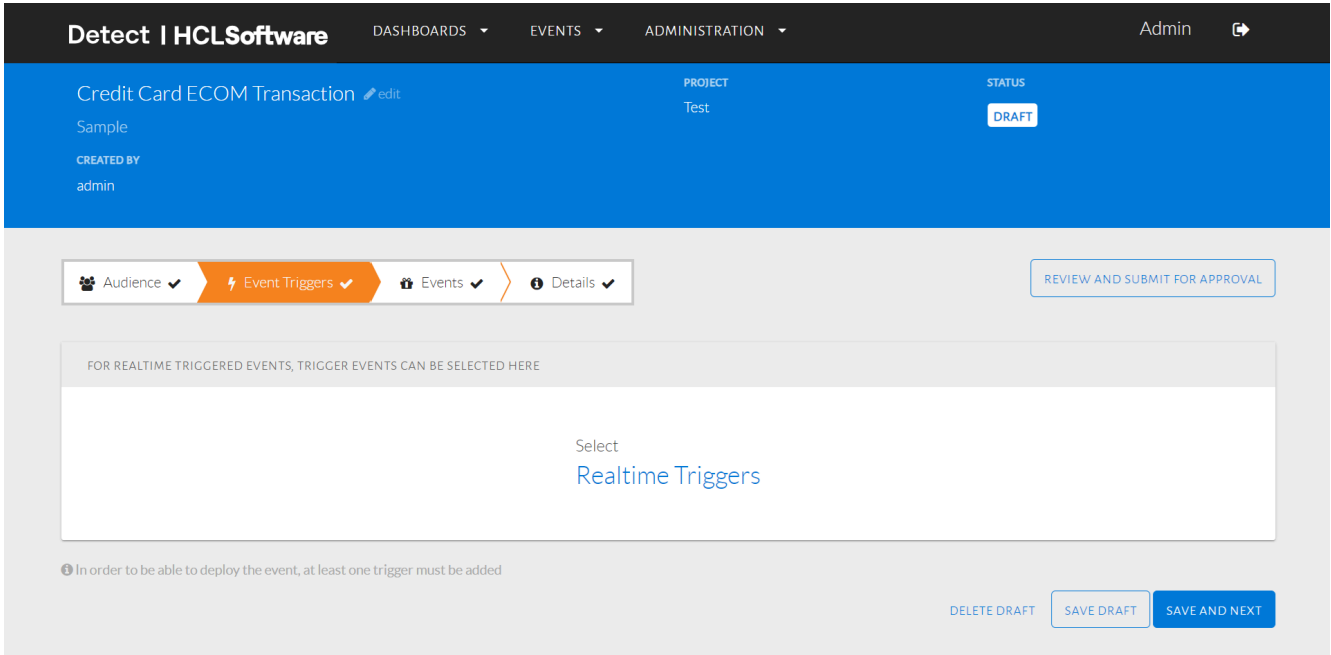 Detect | HCLSoftware DASHBOARDS EVENTS ADMINISTRATION Admin
Credit Card ECOM Transaction edit
Sample
CREATED BY
admin
PROJECT
Test
STATUS
DRAFT
Audience Event Triggers Events Details
REVIEW AND SUBMIT FOR APPROVAL
FOR REALTIME TRIGGERED EVENTS, TRIGGER EVENTS CAN BE SELECTED HERE
Select
Realtime Triggers
In order to be able to deploy the event, at least one trigger must be added
DELETE DRAFT SAVE DRAFT SAVE AND NEXT